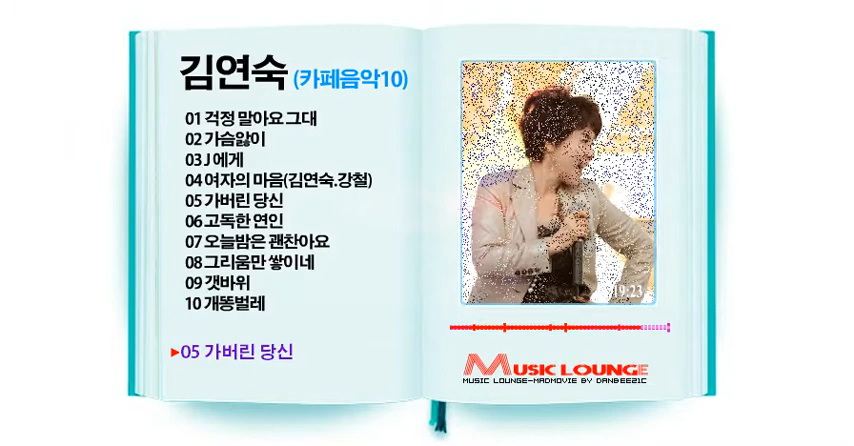 김연숙 (카페음악10)
01 걱정 말아요 그대
02 가슴앓이
03 J 에게
04 여자의 마음(김연숙.강철)
05 가버린 당신
06 고독한 연인
07 오늘밤은 괜찬아요
08 그리움만 쌓이네
09 갯바위
10 개똥벌레
▶05 가버린 당신
19:23
MUSIC LOUNGE
MUSIC LOUNGE-MADMOVIE BY DANBEE21C